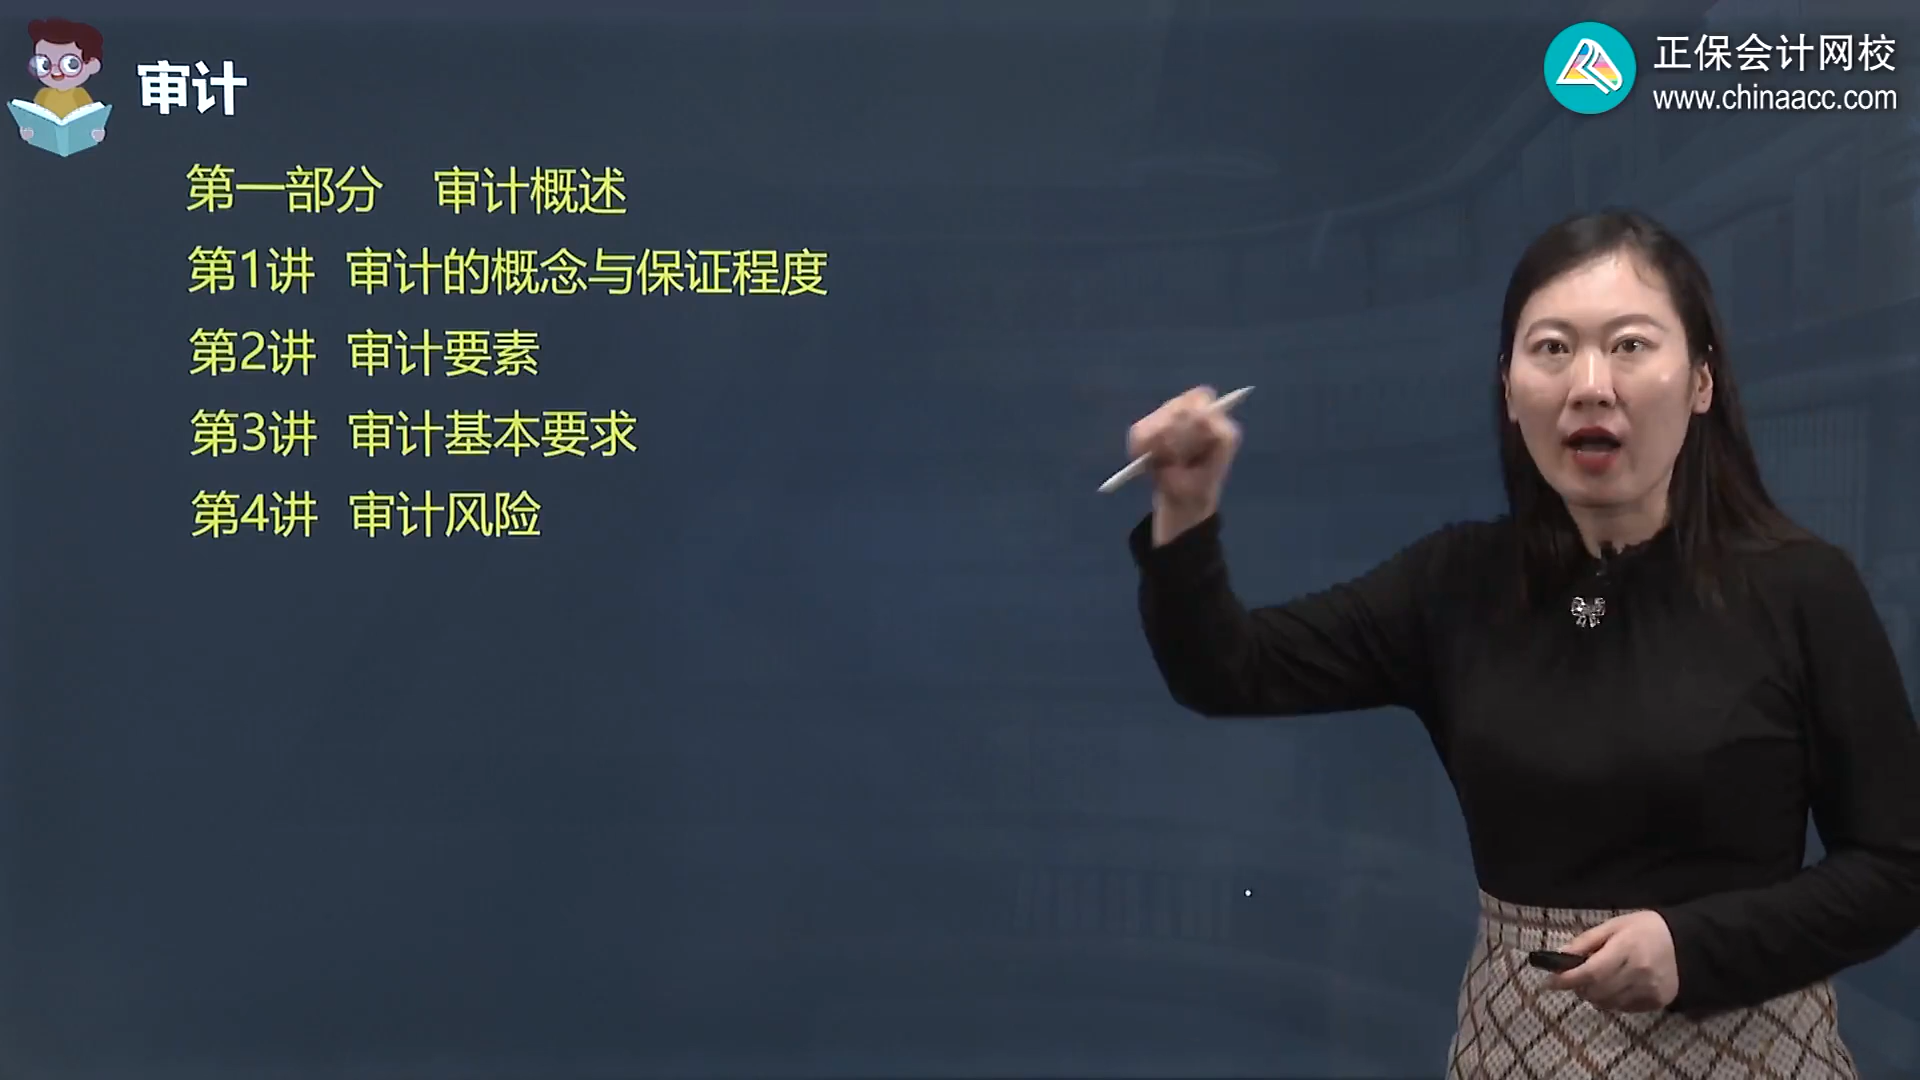 审计
正保会计网校
www.chinaacc.com
第一部分 审计概述
第1讲 审计的概念与保证程度
第2讲 审计要素
第3讲 审计基本要求
第4讲 审计风险